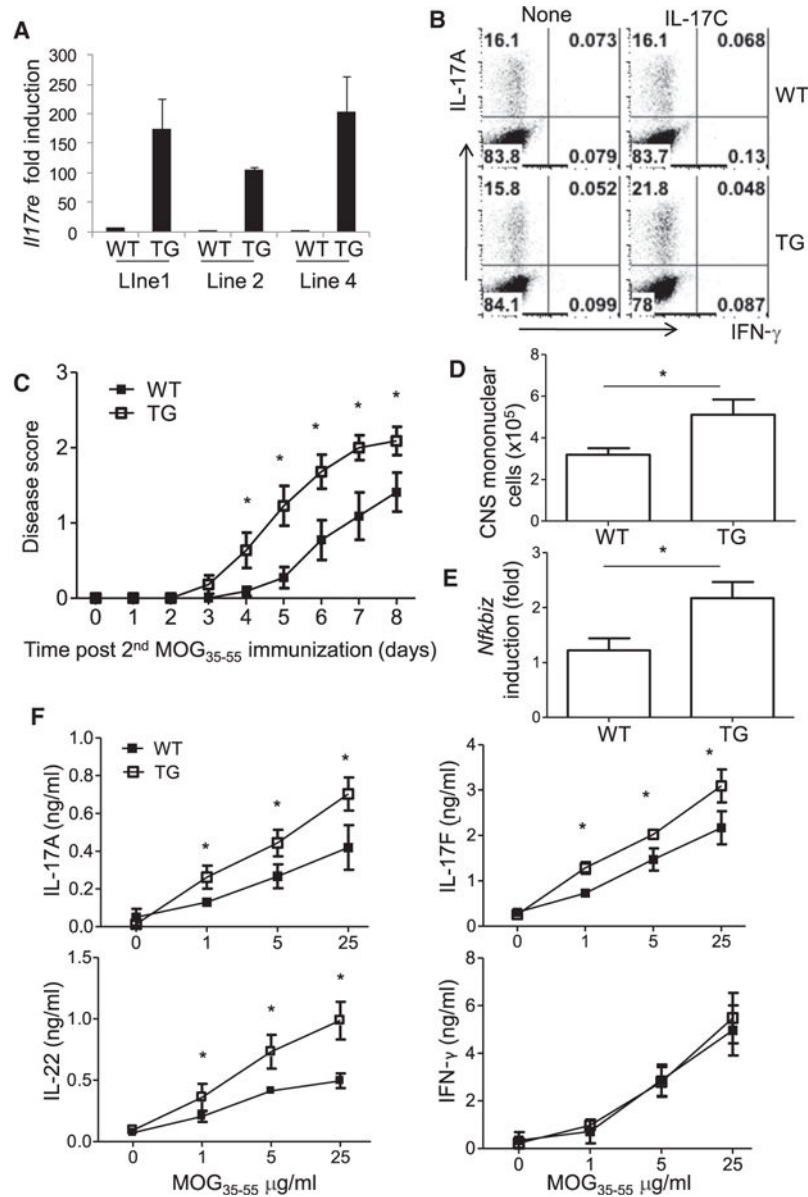 A
Il17re fold induction
300
250
200
150
100
50
0
WT TG WT TG WT TG
LIne1 Line 2 Line 4
B
None IL-17C
IL-17A
16.1 0.073 16.1 0.068
WT
83.8 0.079 83.7 0.13
15.8 0.052 21.8 0.048
TG
84.1 0.099 78 0.087
IFN-γ
C
WT
TG
Disease score
3
2
1
0
* * * * *
0 1 2 3 4 5 6 7 8
Time post 2nd MOG35-55 immunization (days)
D
CNS mononuclear
cells (x10⁵)
8
6
4
2
0
*
WT TG
E
Nfkbiz
induction (fold)
3
2
1
0
*
WT TG
F
WT
TG
IL-17A (ng/ml)
1.0
0.8
0.6
0.4
0.2
0.0
* * *
0 1 5 25
IL-17F (ng/ml)
4
3
2
1
0
* * *
0 1 5 25
IL-22 (ng/ml)
1.5
1.0
0.5
0.0
* * *
0 1 5 25
MOG35-55 μg/ml
IFN-γ (ng/ml)
8
6
4
2
0
0 1 5 25
MOG35-55 μg/ml